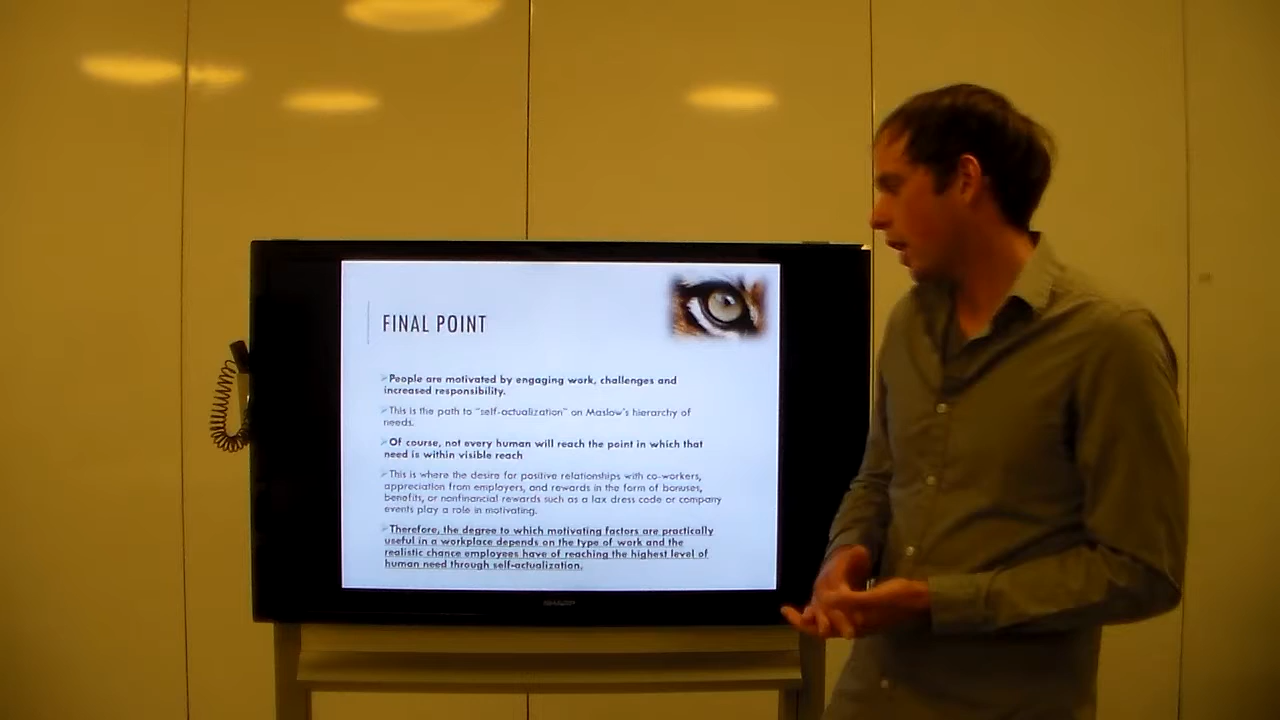 FINAL POINT
People are motivated by engaging work, challenges and
increased responsibility.
This is the path to "self-actualization" on Maslow's hierarchy of
needs.
Of course, not every human will reach the point in which that
need is within visible reach
This is where the desire for positive relationships with co-workers,
appreciation from employers, and rewards in the form of bonuses,
benefits, or nonfinancial rewards such as a lax dress code or company
events play a role in motivating.
Therefore, the degree to which motivating factors are practically
useful in a workplace depends on the type of work and the
realistic chance employees have of reaching the highest level of
human need through self-actualization.
SHARP